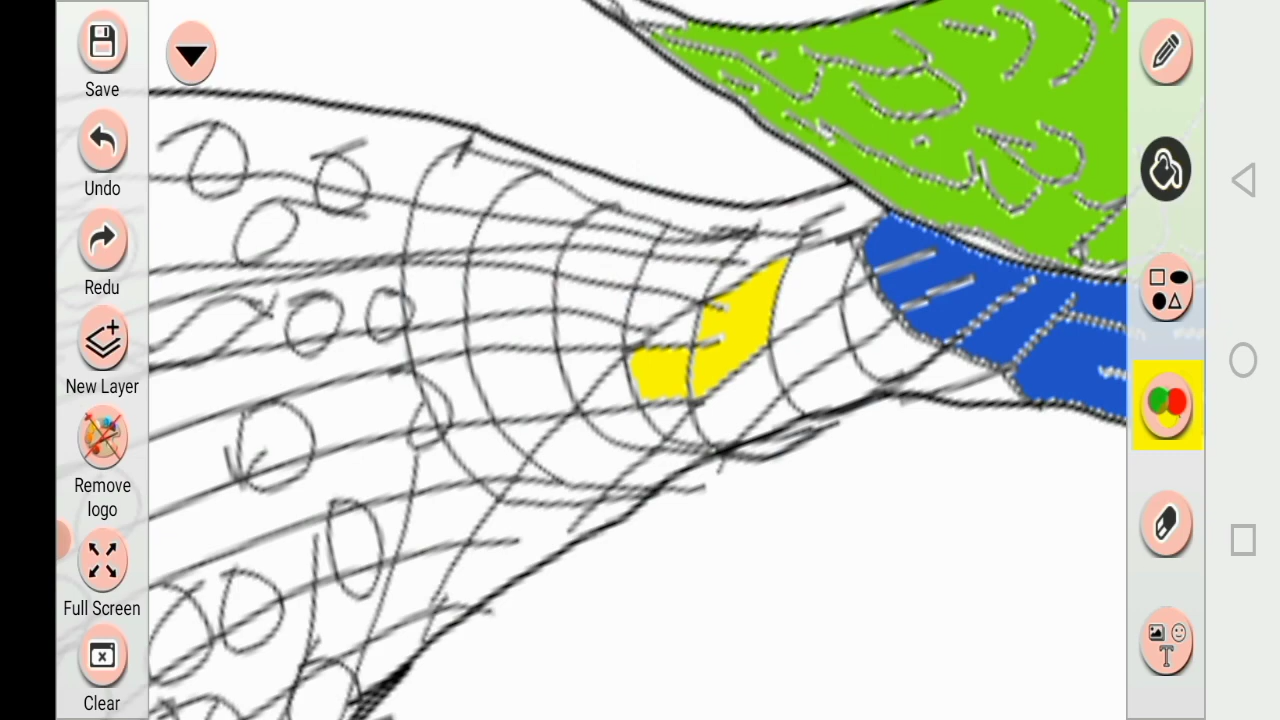 Save
Undo
Redu
New Layer
Remove
logo
Full Screen
Clear
T